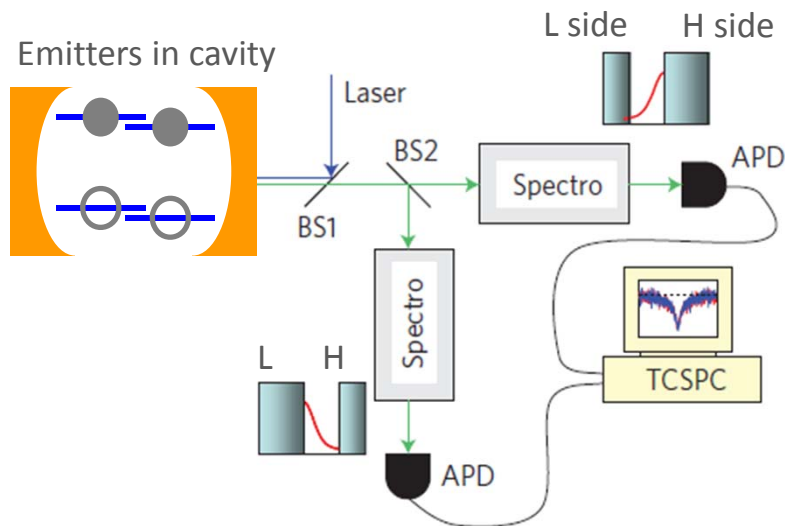 L side H side
Emitters in cavity
Laser
BS2
APD
Spectro
BS1
Spectro
L H
TCSPC
APD